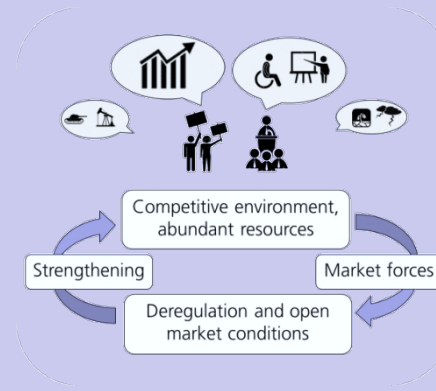 Competitive environment,
abundant resources
Strengthening
Market forces
Deregulation and open
market conditions